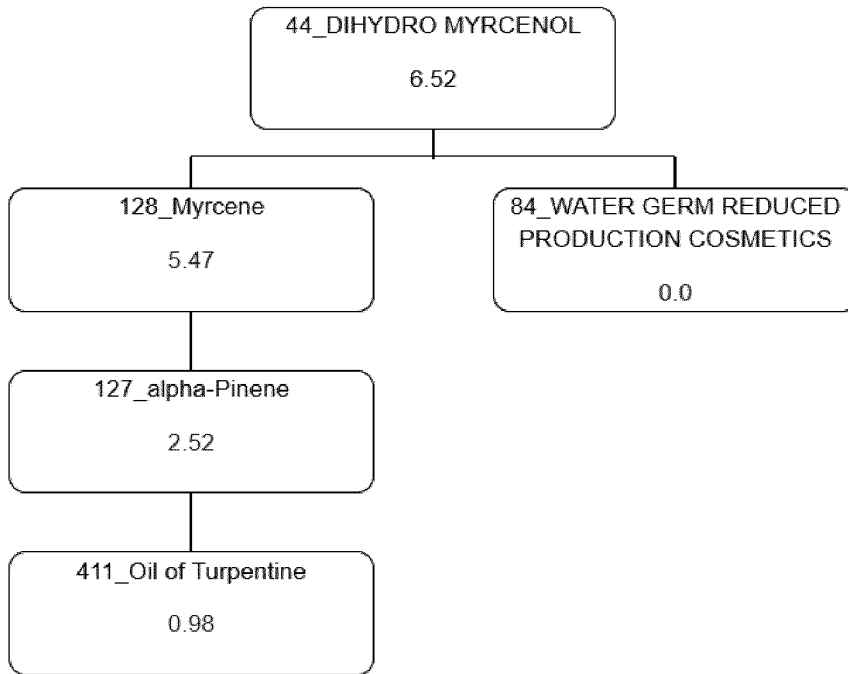 44_DIHYDRO MYRCENOL
6.52
128_Myrcene
5.47
84_WATER GERM REDUCED
PRODUCTION COSMETICS
0.0
127_alpha-Pinene
2.52
411_Oil of Turpentine
0.98